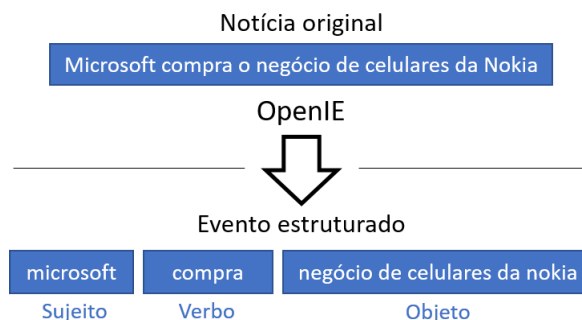 Notícia original
Microsoft compra o negócio de celulares da Nokia
OpenIE
Evento estruturado
microsoft compra negócio de celulares da nokia
Sujeito Verbo Objeto